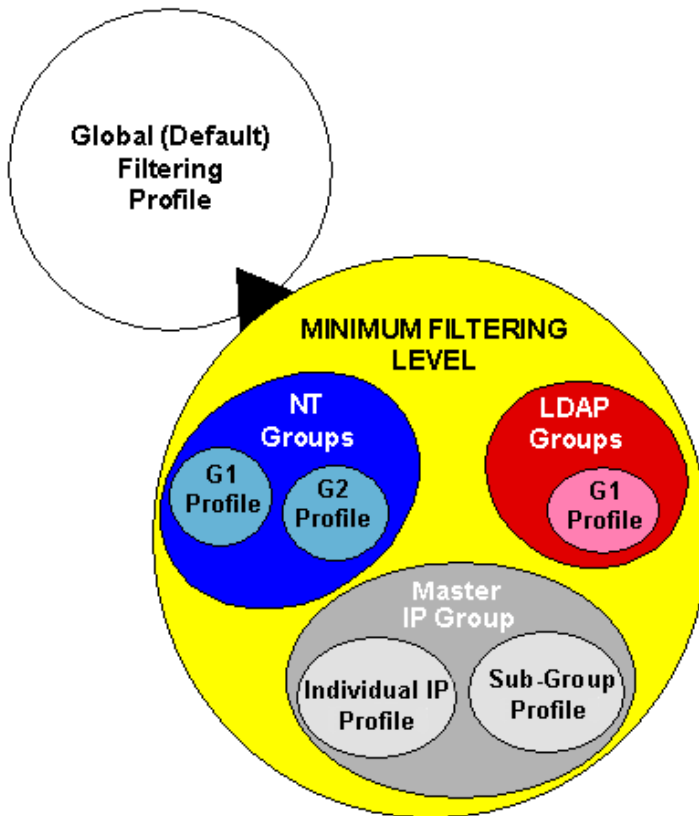 Global (Default)
Filtering
Profile
MINIMUM FILTERING
LEVEL
NT
Groups
G1
Profile
G2
Profile
LDAP
Groups
G1
Profile
Master
IP Group
Individual IP
Profile
Sub-Group
Profile